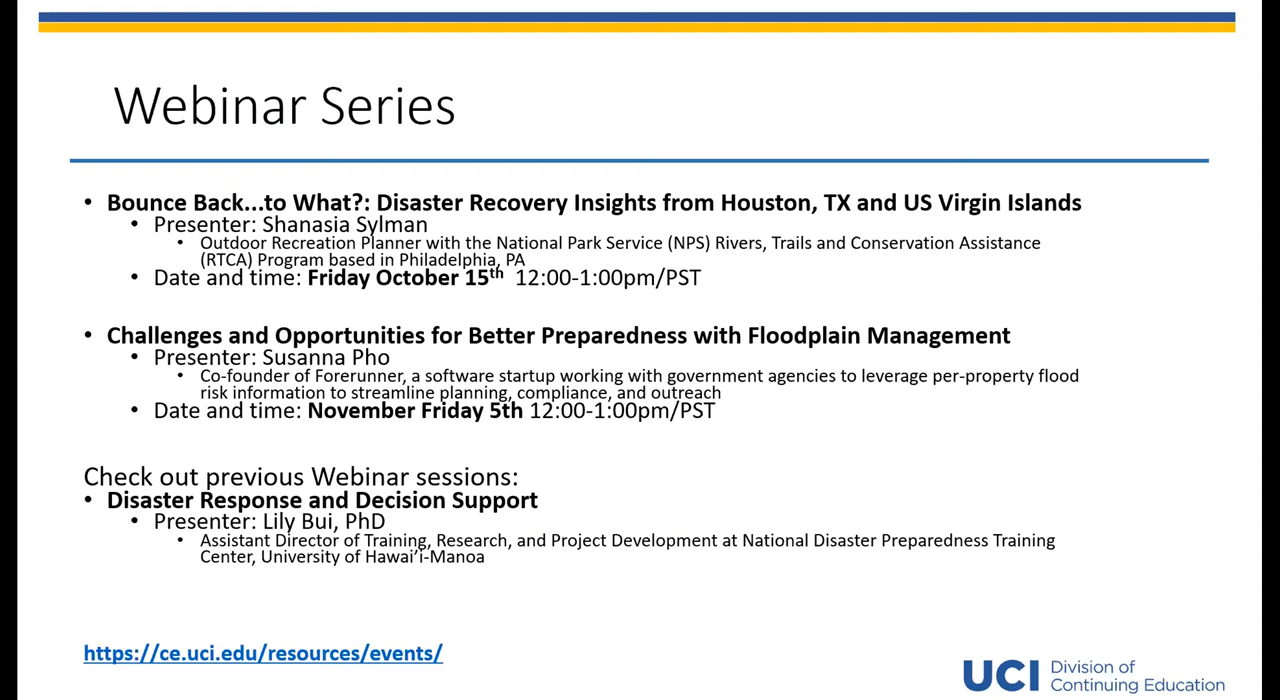 Webinar Series
• Bounce Back...to What?: Disaster Recovery Insights from Houston, TX and US Virgin Islands
• Presenter: Shanasia Sylman
• Outdoor Recreation Planner with the National Park Service (NPS) Rivers, Trails and Conservation Assistance
(RTCA) Program based in Philadelphia, PA
• Date and time: Friday October 15th 12:00-1:00pm/PST
• Challenges and Opportunities for Better Preparedness with Floodplain Management
• Presenter: Susanna Pho
• Co-founder of Forerunner, a software startup working with government agencies to leverage per-property flood
risk information to streamline planning, compliance, and outreach
• Date and time: November Friday 5th 12:00-1:00pm/PST
Check out previous Webinar sessions:
• Disaster Response and Decision Support
• Presenter: Lily Bui, PhD
• Assistant Director of Training, Research, and Project Development at National Disaster Preparedness Training
Center, University of Hawai’i-Manoa
https://ce.uci.edu/resources/events/
UCI Division of
Continuing Education